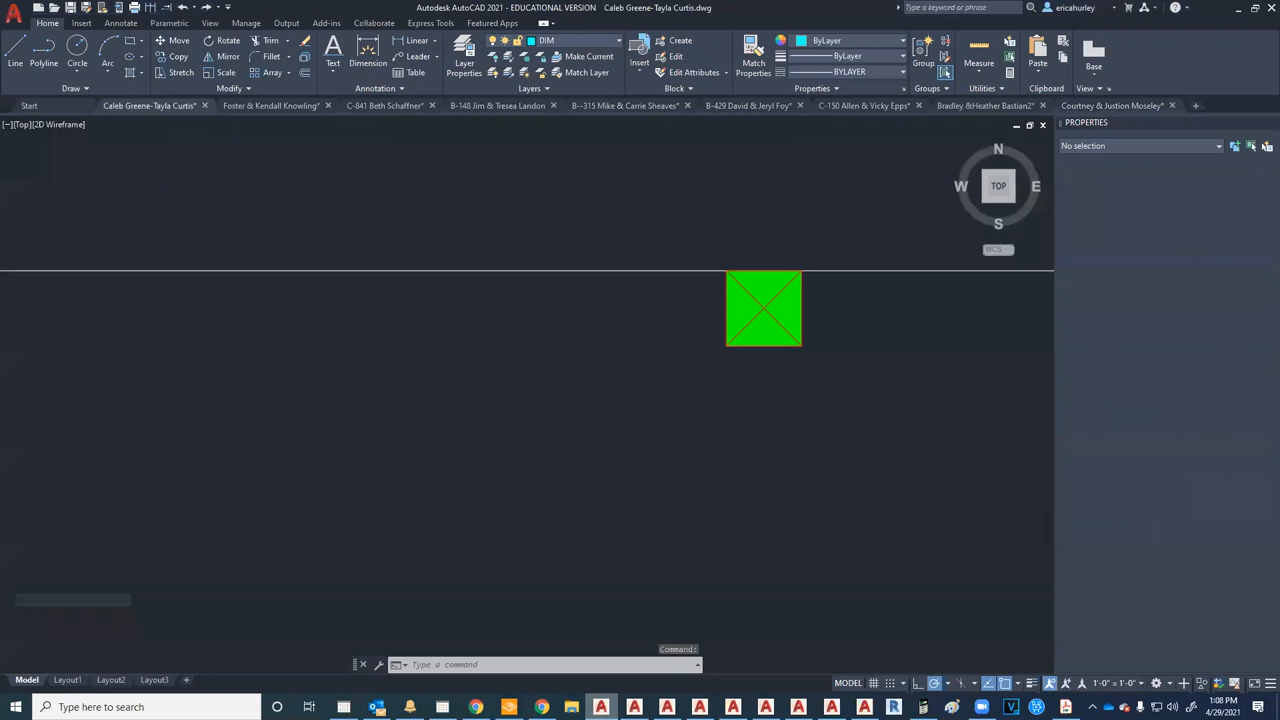 Autodesk AutoCAD 2021 - EDUCATIONAL VERSION Caleb Greene-Tayla Curtis.dwg
Type a keyword or phrase
ericahurley
Home Insert Annotate View Manage Output Add-ins Collaborate Express Tools Featured Apps
Line Polyline Circle Arc
Move Rotate Trim
Copy Mirror Fillet
Stretch Scale Array
Text Dimension
Linear
Leader
Table
Layer Properties
DIM
Make Current
Match Layer
Insert
Create
Edit
Edit Attributes
Match Properties
ByLayer
ByLayer
BYLAYER
Group
Measure
Paste
Base
Draw Modify Annotation Layers Block Properties Groups Utilities Clipboard View
Start Caleb Greene-Tayla Curtis* Foster & Kendall Knowling* C-841 Beth Schaffner* B-148 Jim & Tresea Landon B--315 Mike & Carrie Sheaves* B-429 David & Jeryl Foy* C-150 Allen & Vicky Epps* Bradley &Heather Bastian2* Courtney & Justion Moseley*
[−][Top][2D Wireframe]
PROPERTIES
No selection
N
W TOP E
S
WCS
Command:
Type a command
Model Layout1 Layout2 Layout3
MODEL
1'-0" = 1'-0"
Type here to search
1:08 PM
4/29/2021